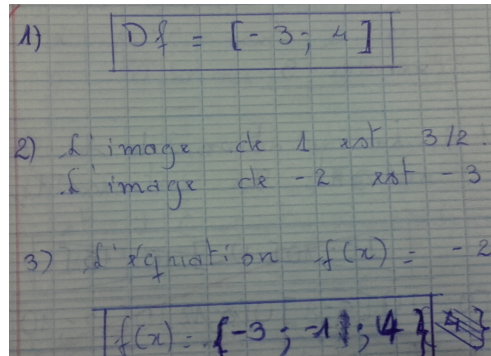 1) Df = [-3; 4]
2) L'image de 1 est 3/2.
L'image de -2 est -3
3) L'équation f(x) = -2
f(x) = {-3; -1; 4}